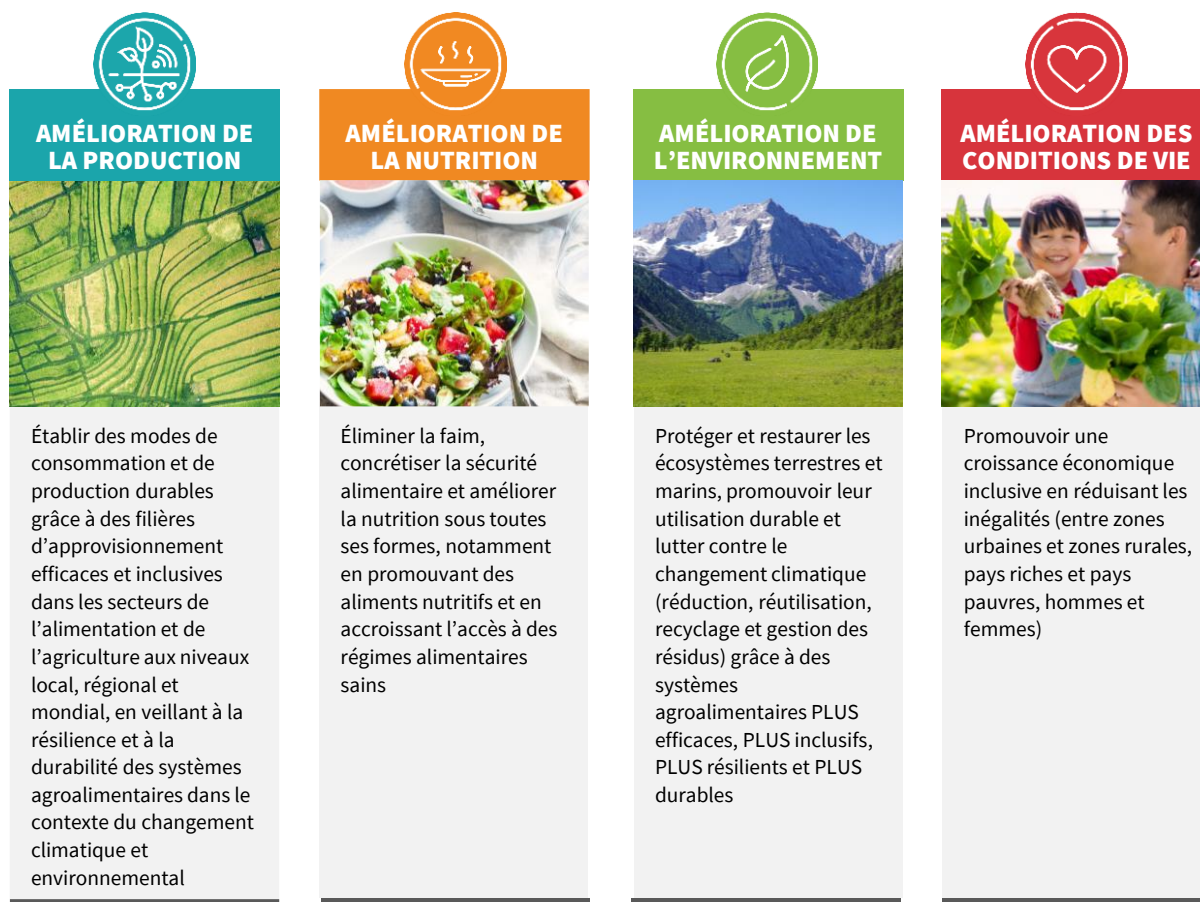 AMÉLIORATION DE
LA PRODUCTION
Établir des modes de
consommation et de
production durables
grâce à des filières
d’approvisionnement
efficaces et inclusives
dans les secteurs de
l’alimentation et de
l’agriculture aux niveaux
local, régional et
mondial, en veillant à la
résilience et à la
durabilité des systèmes
agroalimentaires dans le
contexte du changement
climatique et
environnemental
AMÉLIORATION DE
LA NUTRITION
Éliminer la faim,
concrétiser la sécurité
alimentaire et améliorer
la nutrition sous toutes
ses formes, notamment
en promouvant des
aliments nutritifs et en
accroissant l’accès à des
régimes alimentaires
sains
AMÉLIORATION DE
L’ENVIRONNEMENT
Protéger et restaurer les
écosystèmes terrestres et
marins, promouvoir leur
utilisation durable et
lutter contre le
changement climatique
(réduction, réutilisation,
recyclage et gestion des
résidus) grâce à des
systèmes
agroalimentaires PLUS
efficaces, PLUS inclusifs,
PLUS résilients et PLUS
durables
AMÉLIORATION DES
CONDITIONS DE VIE
Promouvoir une
croissance économique
inclusive en réduisant les
inégalités (entre zones
urbaines et zones rurales,
pays riches et pays
pauvres, hommes et
femmes)